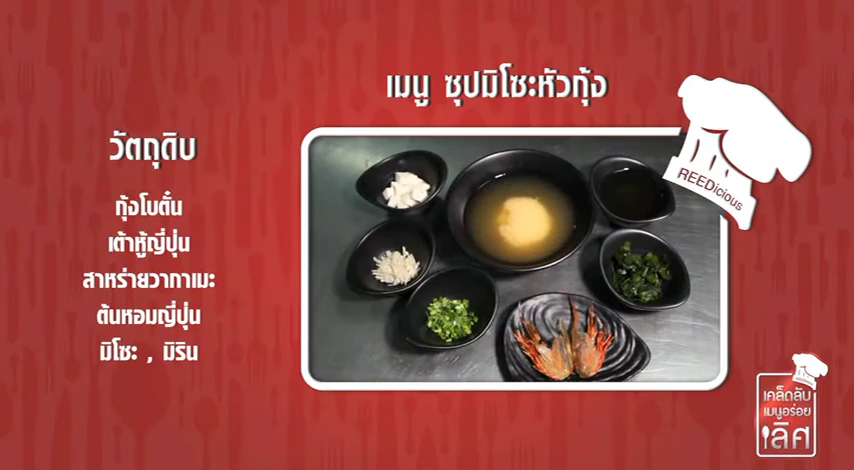 เมนู ซุปมิโซะหัวกุ้ง
วัตถุดิบ
กุ้งโบตั๋น
เต้าหู้ญี่ปุ่น
สาหร่ายวากาเมะ
ต้นหอมญี่ปุ่น
มิโซะ , มิริน
REEDicious
เคล็ดลับ
เมนูอร่อย
เลิศ